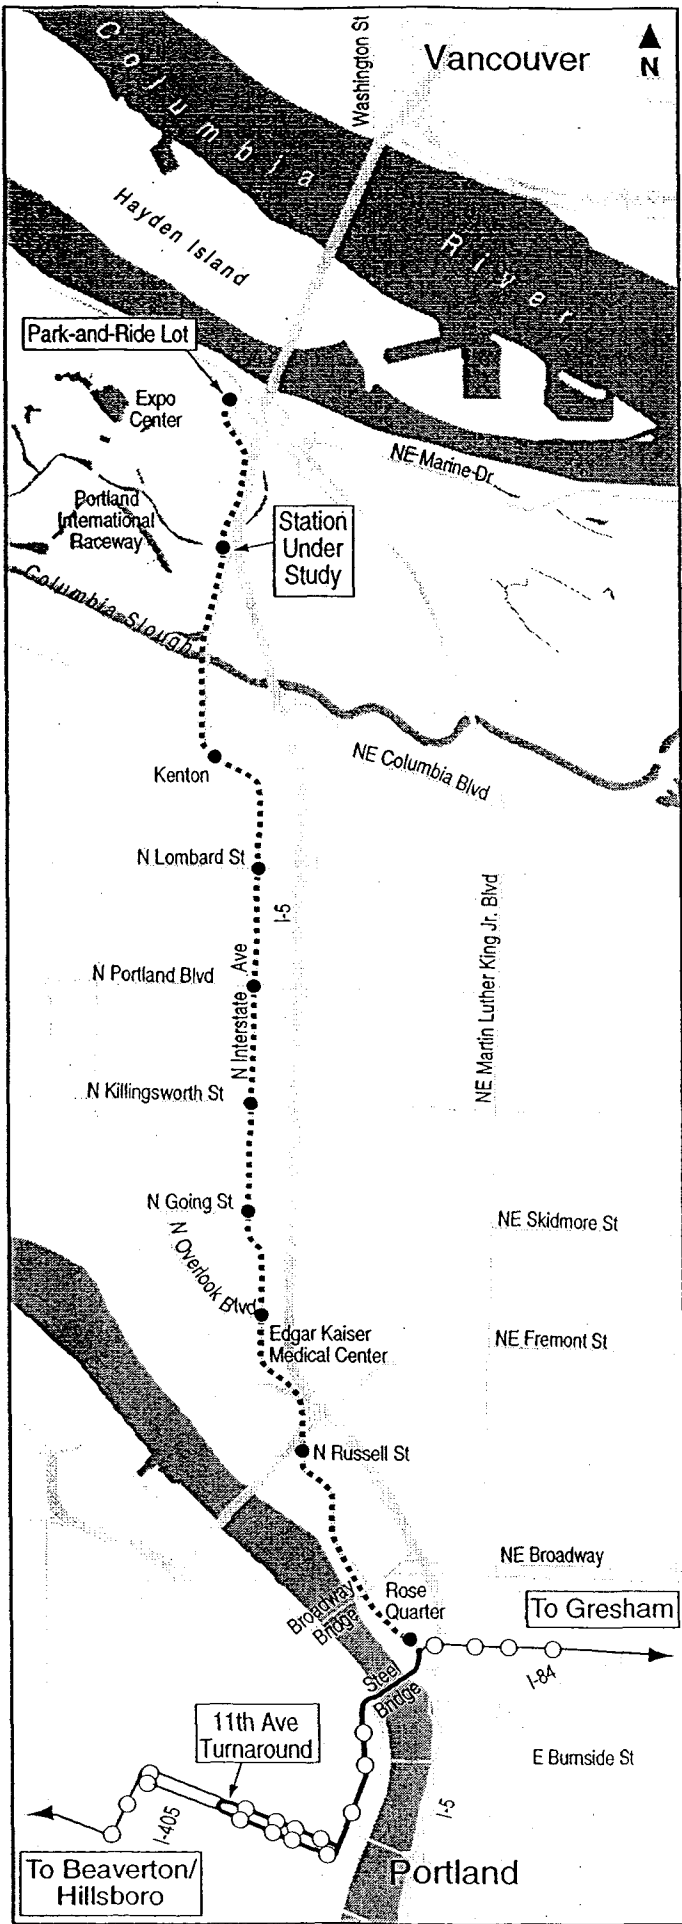 Washington St
Vancouver
N
Columbia
River
Hayden Island
Park-and-Ride Lot
Expo
Center
NE Marine Dr
Portland
International
Raceway
Station
Under
Study
Columbia Slough
Kenton
NE Columbia Blvd
N Lombard St
I-5
N Portland Blvd
N Interstate Ave
NE Martin Luther King Jr. Blvd
N Killingsworth St
N Going St
NE Skidmore St
N Overlook Blvd
Edgar Kaiser
Medical Center
NE Fremont St
N Russell St
NE Broadway
Broadway
Bridge
Rose
Quarter
To Gresham
Steel
Bridge
I-84
11th Ave
Turnaround
E Burnside St
I-405
I-5
To Beaverton/
Hillsboro
Portland